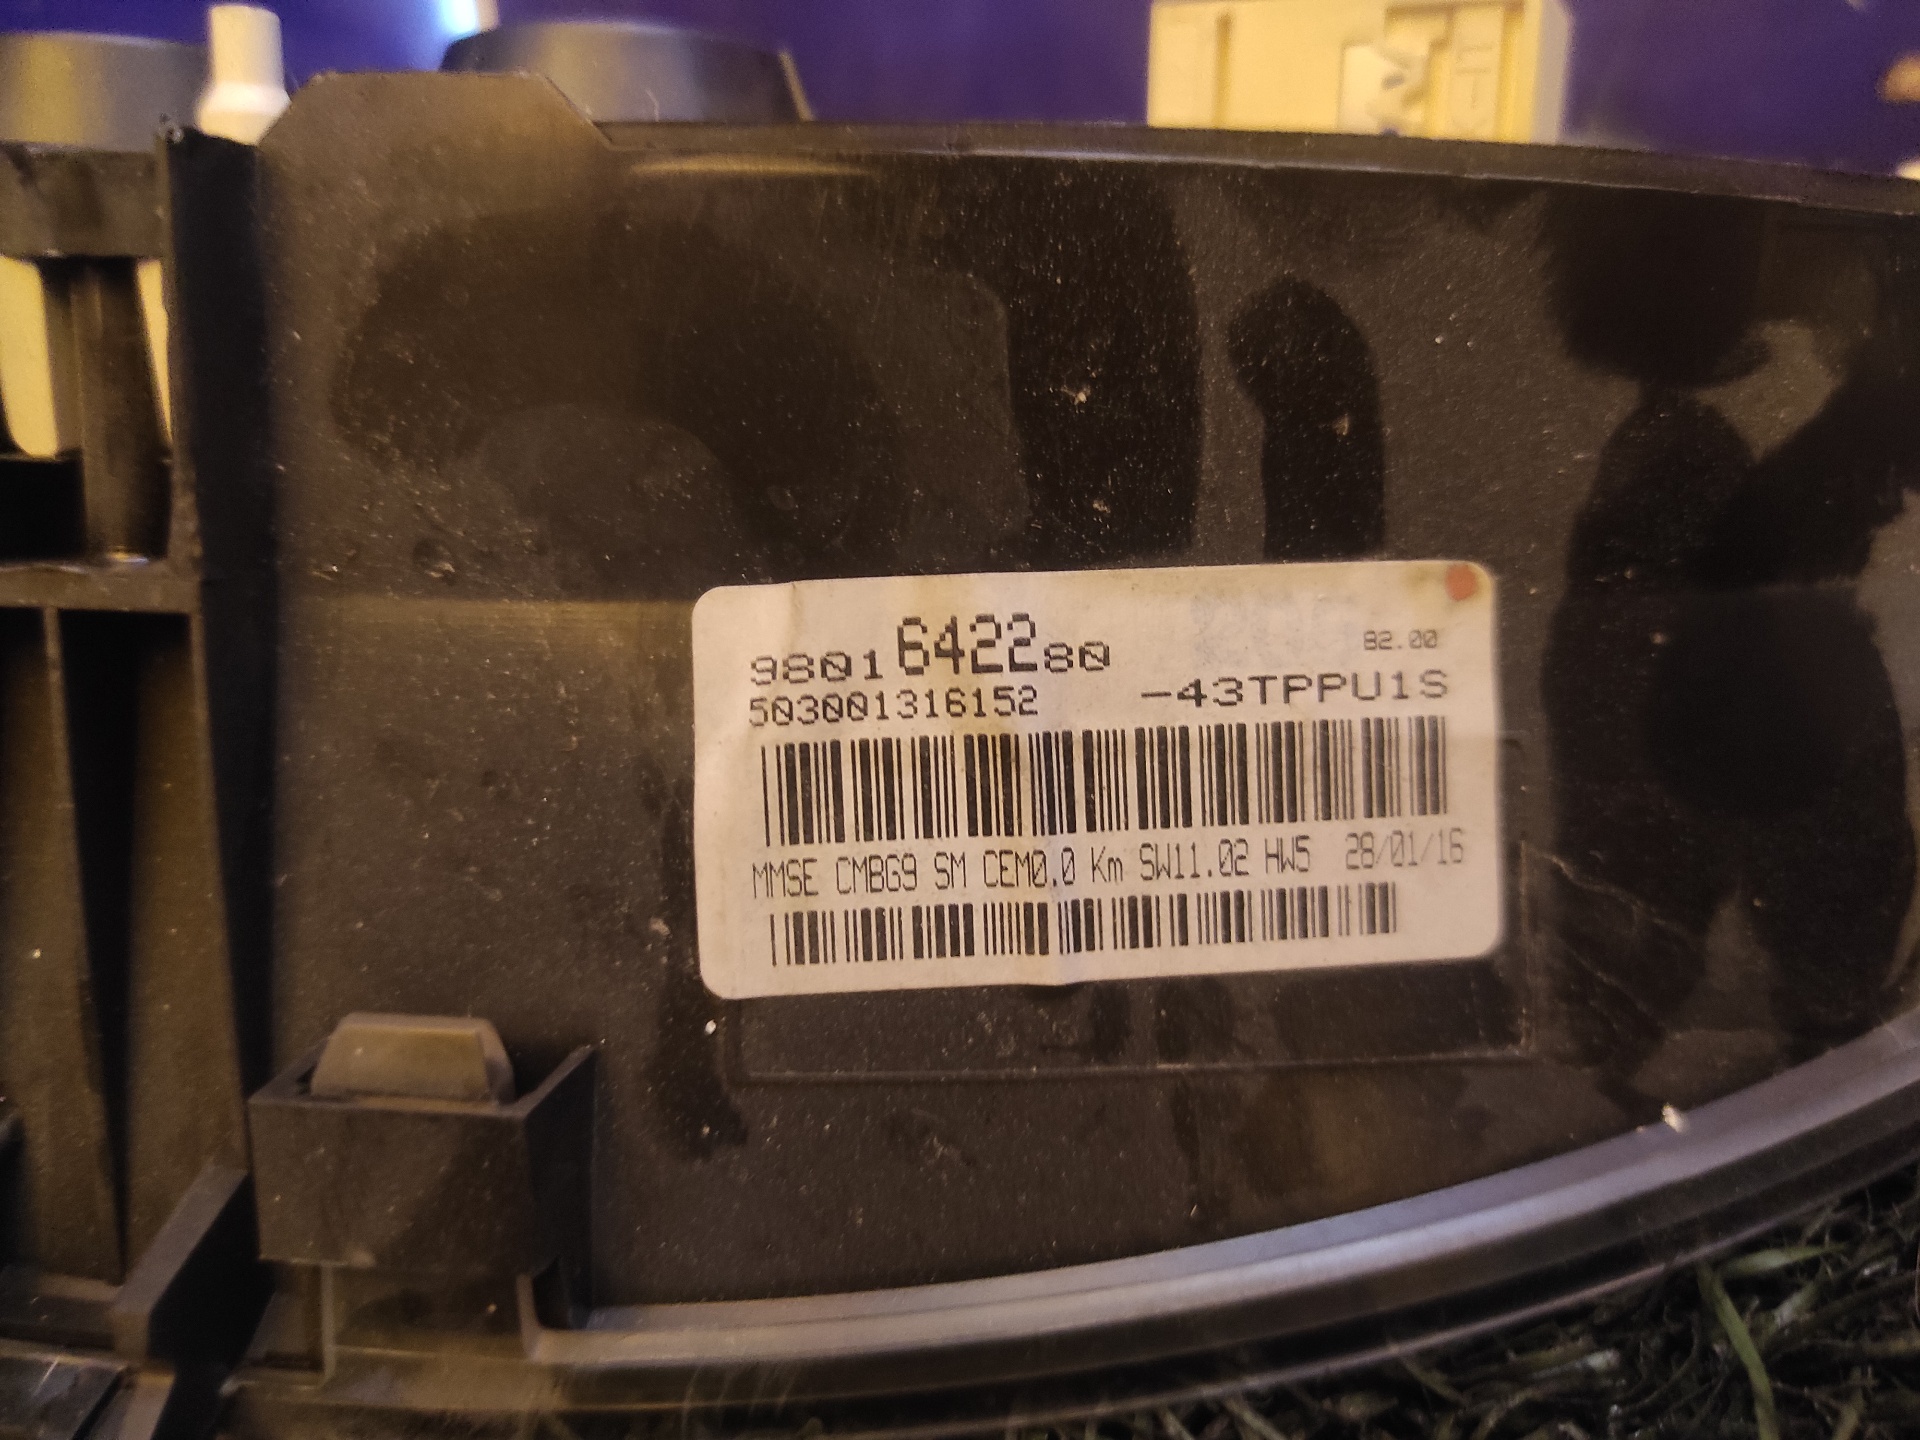 82.00
9801642280
503001316152 -43TPPU1S
MMSE CMBG9 SM CEM0.0 Km SW11.02 HW5 28/01/16